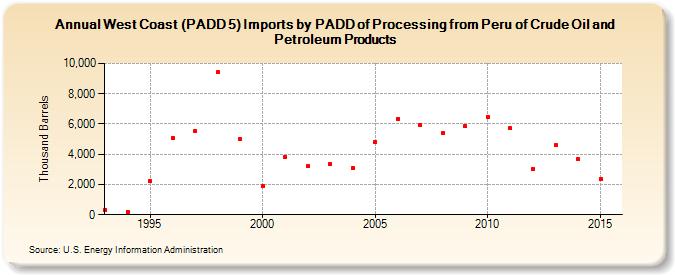 Annual West Coast (PADD 5) Imports by PADD of Processing from Peru of Crude Oil and
Petroleum Products
Thousand Barrels
10,000
8,000
6,000
4,000
2,000
0
1995
2000
2005
2010
2015
Source: U.S. Energy Information Administration